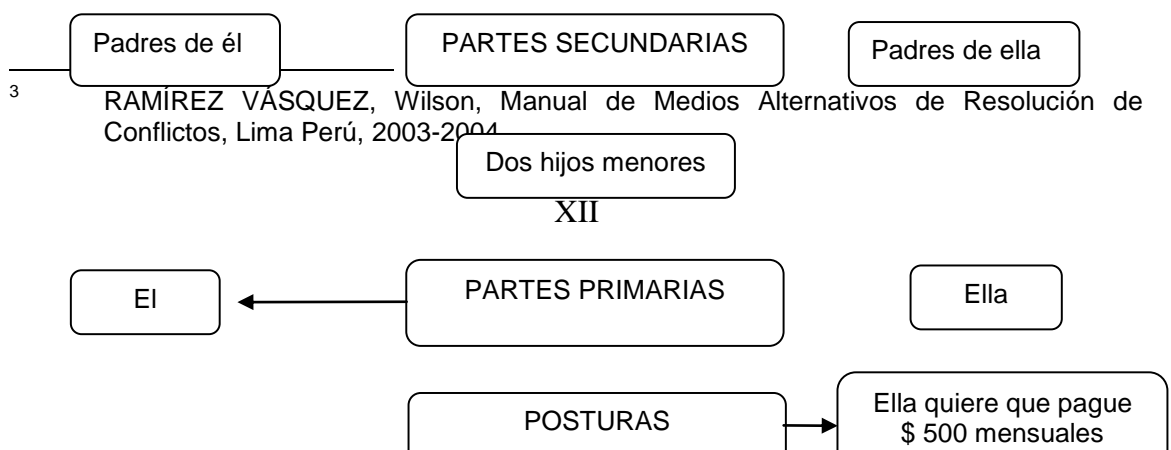 Padres de él
PARTES SECUNDARIAS
Padres de ella
3
RAMÍREZ VÁSQUEZ, Wilson, Manual de Medios Alternativos de Resolución de
Conflictos, Lima Perú, 2003-2004
Dos hijos menores
XII
El
PARTES PRIMARIAS
Ella
POSTURAS
Ella quiere que pague
$ 500 mensuales